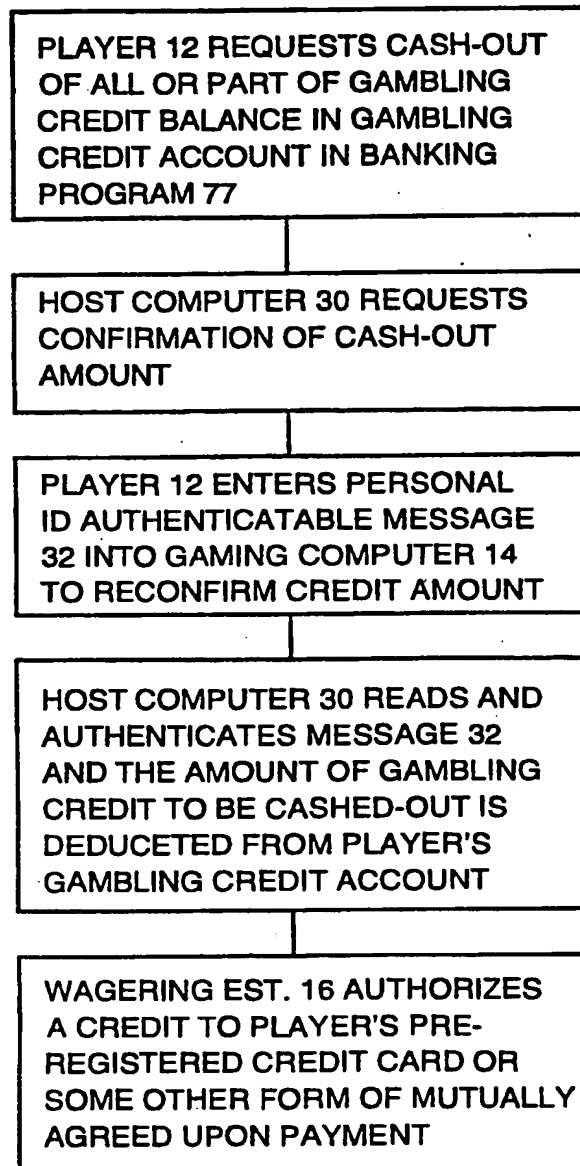 PLAYER 12 REQUESTS CASH-OUT
OF ALL OR PART OF GAMBLING
CREDIT BALANCE IN GAMBLING
CREDIT ACCOUNT IN BANKING
PROGRAM 77
HOST COMPUTER 30 REQUESTS
CONFIRMATION OF CASH-OUT
AMOUNT
PLAYER 12 ENTERS PERSONAL
ID AUTHENTICATABLE MESSAGE
32 INTO GAMING COMPUTER 14
TO RECONFIRM CREDIT AMOUNT
HOST COMPUTER 30 READS AND
AUTHENTICATES MESSAGE 32
AND THE AMOUNT OF GAMBLING
CREDIT TO BE CASHED-OUT IS
DEDUCETED FROM PLAYER'S
GAMBLING CREDIT ACCOUNT
WAGERING EST. 16 AUTHORIZES
A CREDIT TO PLAYER'S PRE-
REGISTERED CREDIT CARD OR
SOME OTHER FORM OF MUTUALLY
AGREED UPON PAYMENT